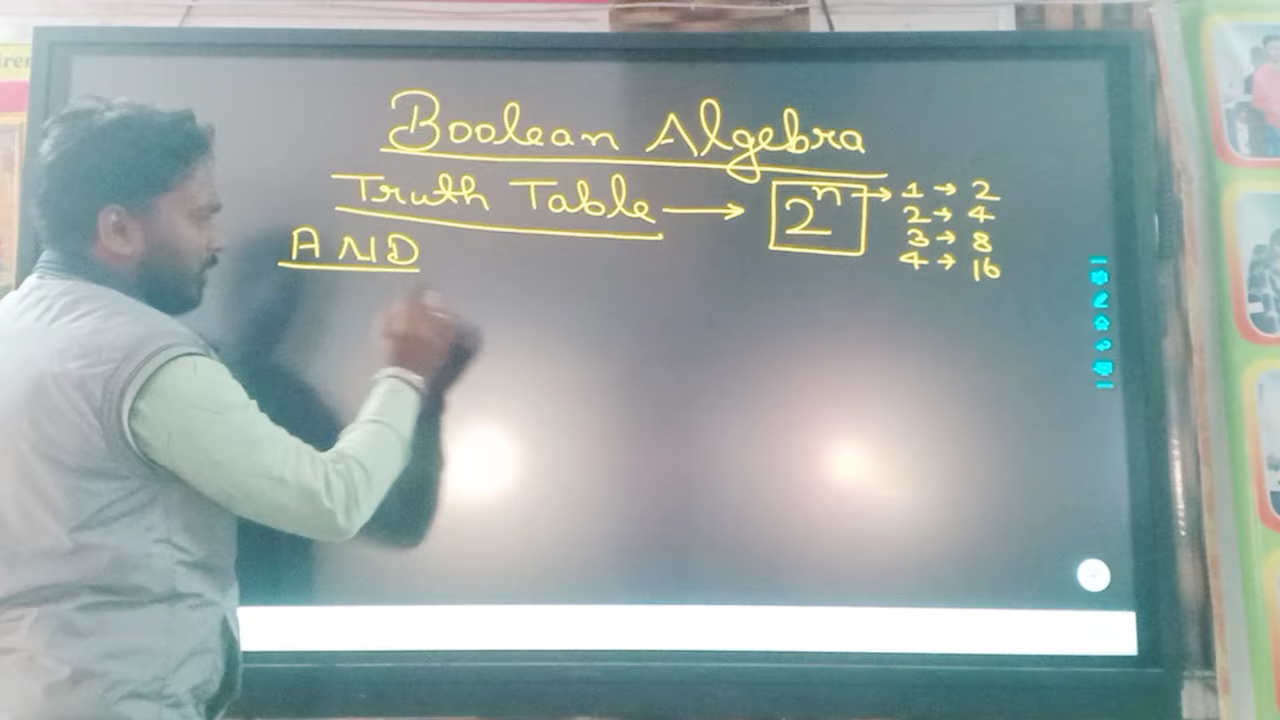 Boolean Algebra
Truth Table → 2ⁿ → 1 → 2
2 → 4
3 → 8
4 → 16
AND